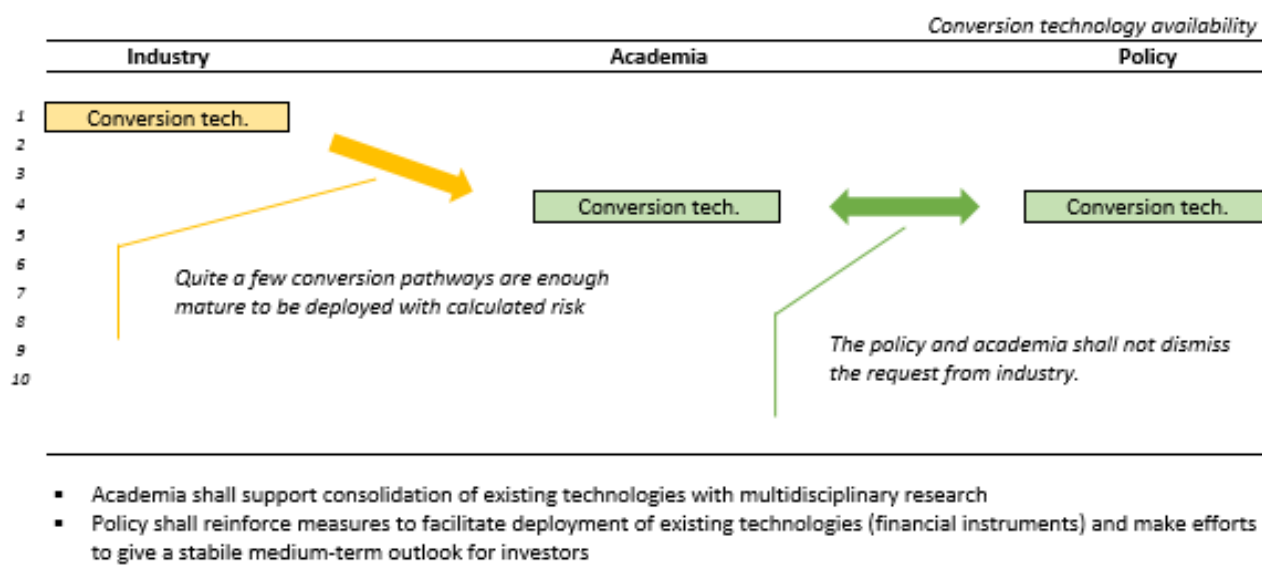 Conversion technology availability
Industry Academia Policy
1 Conversion tech.
2
3
4 Conversion tech. Conversion tech.
5
6
7
8
9
10
Quite a few conversion pathways are enough
mature to be deployed with calculated risk
The policy and academia shall not dismiss
the request from industry.
▪ Academia shall support consolidation of existing technologies with multidisciplinary research
▪ Policy shall reinforce measures to facilitate deployment of existing technologies (financial instruments) and make efforts
to give a stabile medium-term outlook for investors